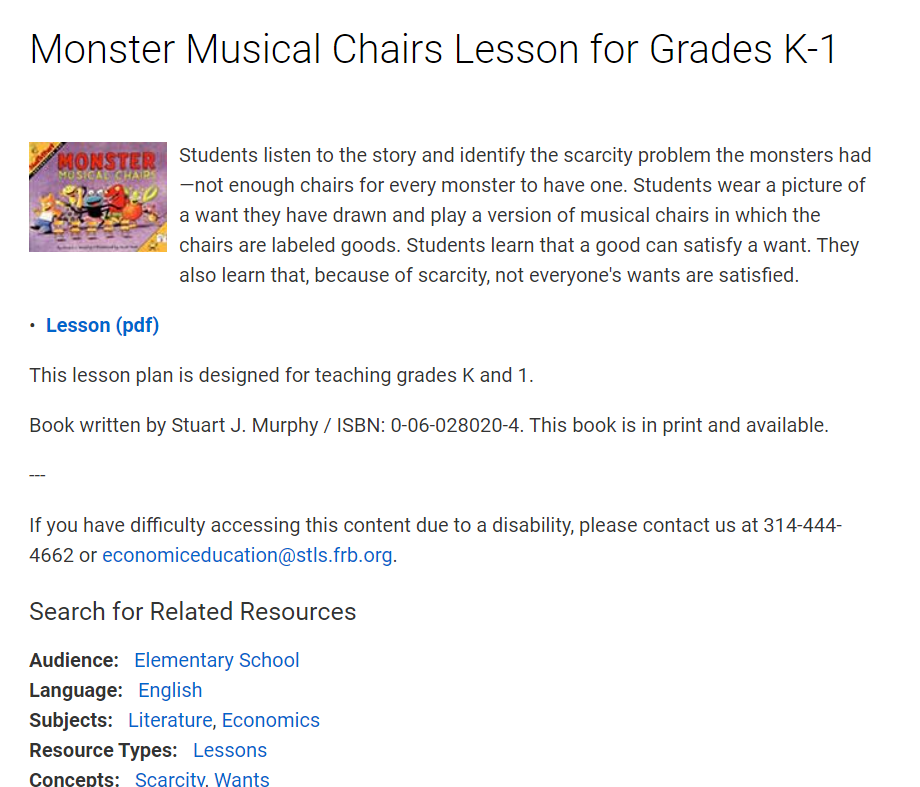 Monster Musical Chairs Lesson for Grades K-1
MONSTER
MUSICAL CHAIRS
Students listen to the story and identify the scarcity problem the monsters had
—not enough chairs for every monster to have one. Students wear a picture of
a want they have drawn and play a version of musical chairs in which the
chairs are labeled goods. Students learn that a good can satisfy a want. They
also learn that, because of scarcity, not everyone's wants are satisfied.
• Lesson (pdf)
This lesson plan is designed for teaching grades K and 1.
Book written by Stuart J. Murphy / ISBN: 0-06-028020-4. This book is in print and available.
---
If you have difficulty accessing this content due to a disability, please contact us at 314-444-
4662 or economiceducation@stls.frb.org.
Search for Related Resources
Audience: Elementary School
Language: English
Subjects: Literature, Economics
Resource Types: Lessons
Concepts: Scarcity, Wants